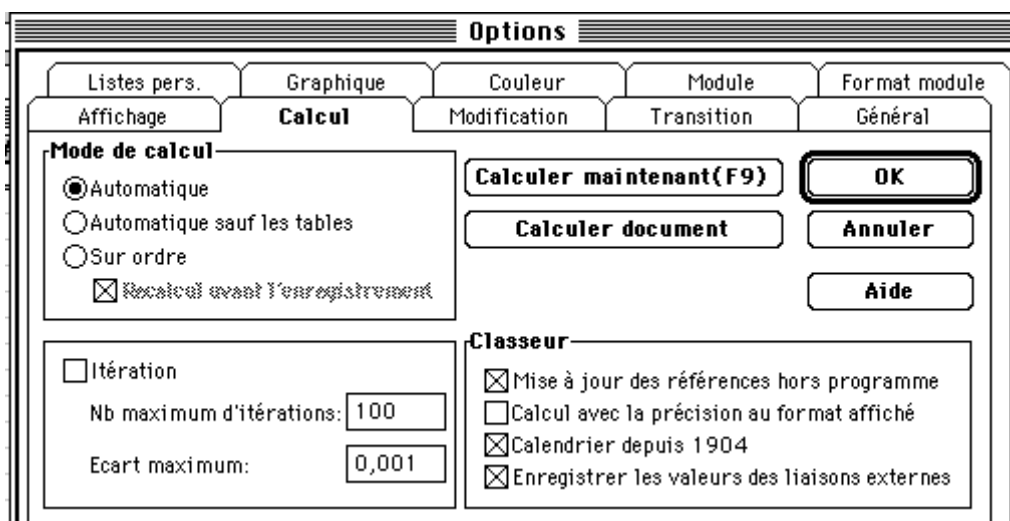 Options
Listes pers.
Graphique
Couleur
Module
Format module
Affichage
Calcul
Modification
Transition
Général
Mode de calcul
Automatique
Automatique sauf les tables
Sur ordre
Recalcul avant l'enregistrement
Calculer maintenant(F9)
Calculer document
OK
Annuler
Aide
Itération
Nb maximum d'itérations: 100
Ecart maximum: 0,001
Classeur
Mise à jour des références hors programme
Calcul avec la précision au format affiché
Calendrier depuis 1904
Enregistrer les valeurs des liaisons externes